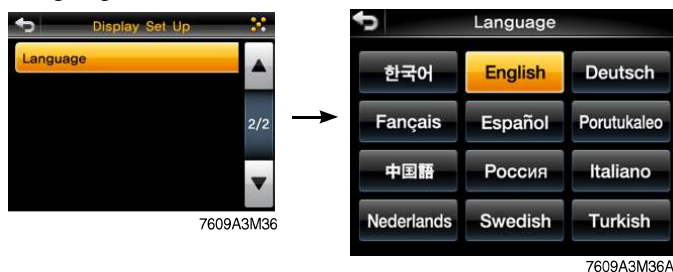 Display Set Up
Language
2/2
7609A3M36
Language
한국어 English Deutsch
Fançais Español Porutukaleo
中国語 Россия Italiano
Nederlands Swedish Turkish
7609A3M36A